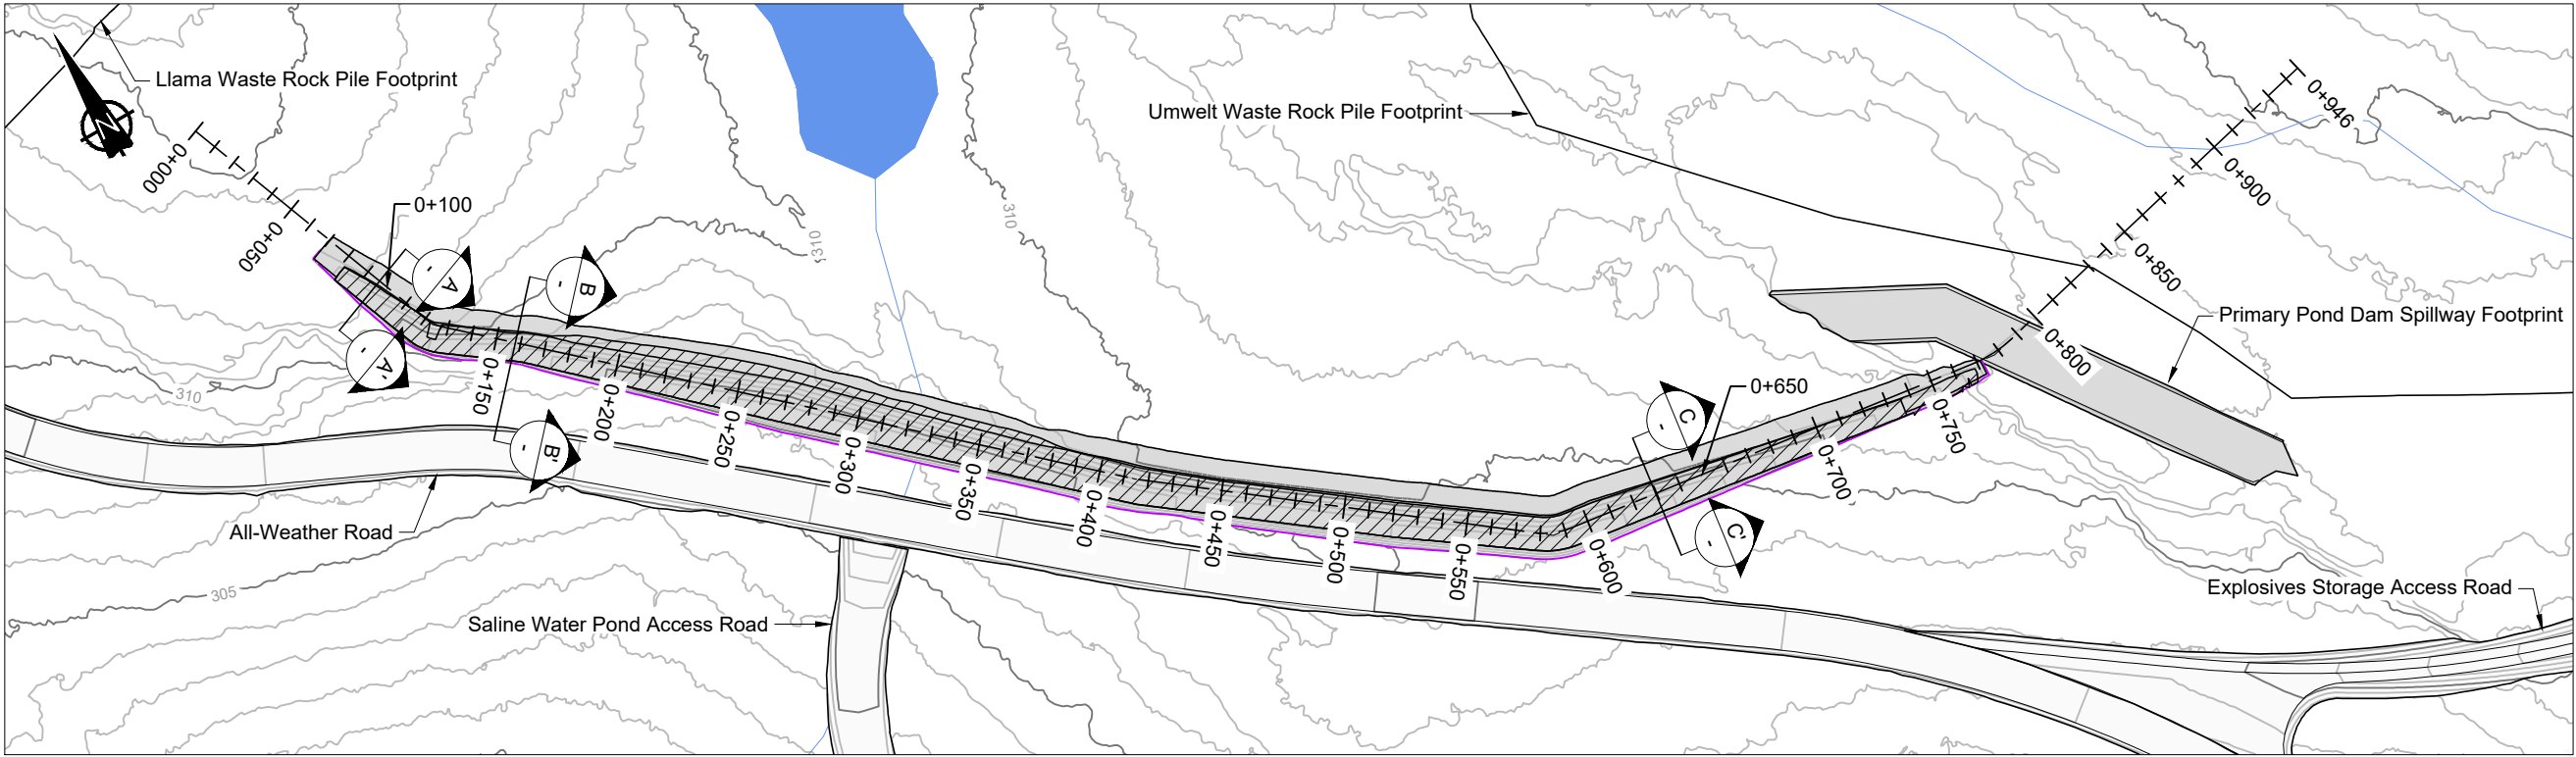 Llama Waste Rock Pile Footprint
N
0+000
0+050
0+100
A
-
A'
-
B
-
B'
-
0+150
0+200
0+250
0+300
0+350
0+400
0+450
0+500
0+550
0+600
0+650
0+700
0+750
0+800
0+850
0+900
0+946
C
-
C'
-
310
310
310
305
Umwelt Waste Rock Pile Footprint
Primary Pond Dam Spillway Footprint
All-Weather Road
Saline Water Pond Access Road
Explosives Storage Access Road